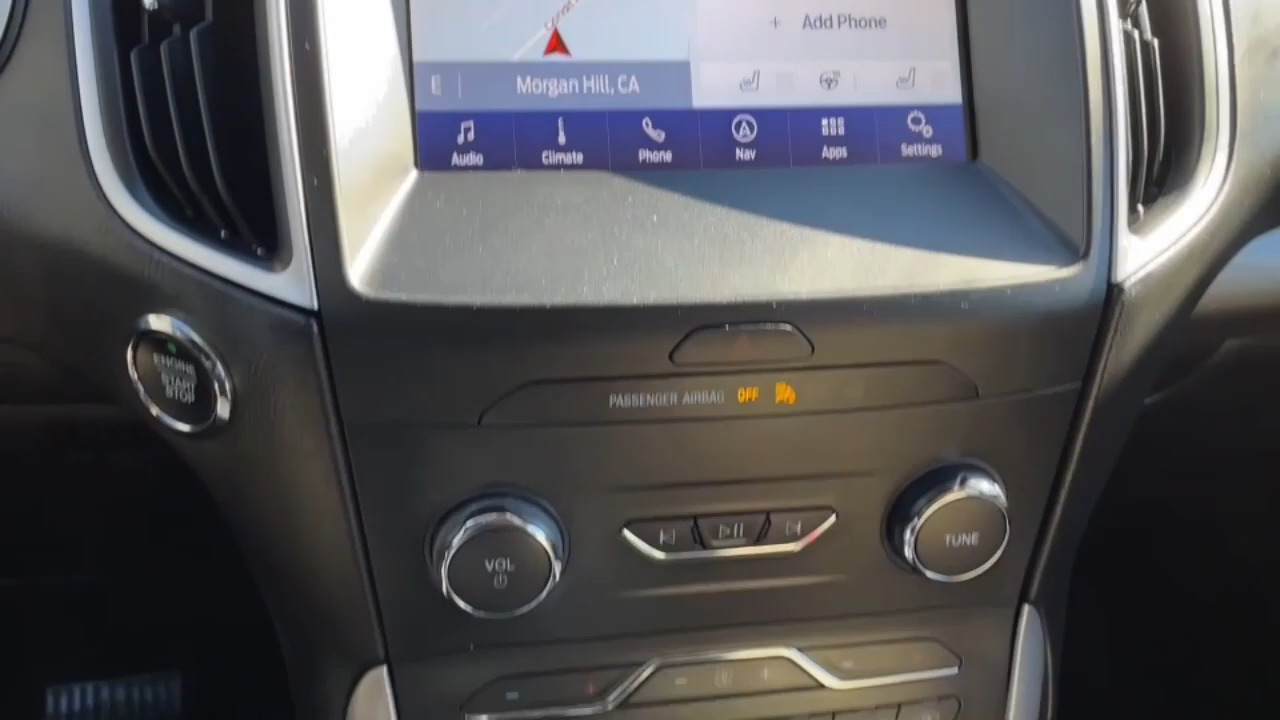 + Add Phone
E
Morgan Hill, CA
Audio
Climate
Phone
Nav
Apps
Settings
ENGINE
START
STOP
PASSENGER AIRBAG OFF
VOL
TUNE